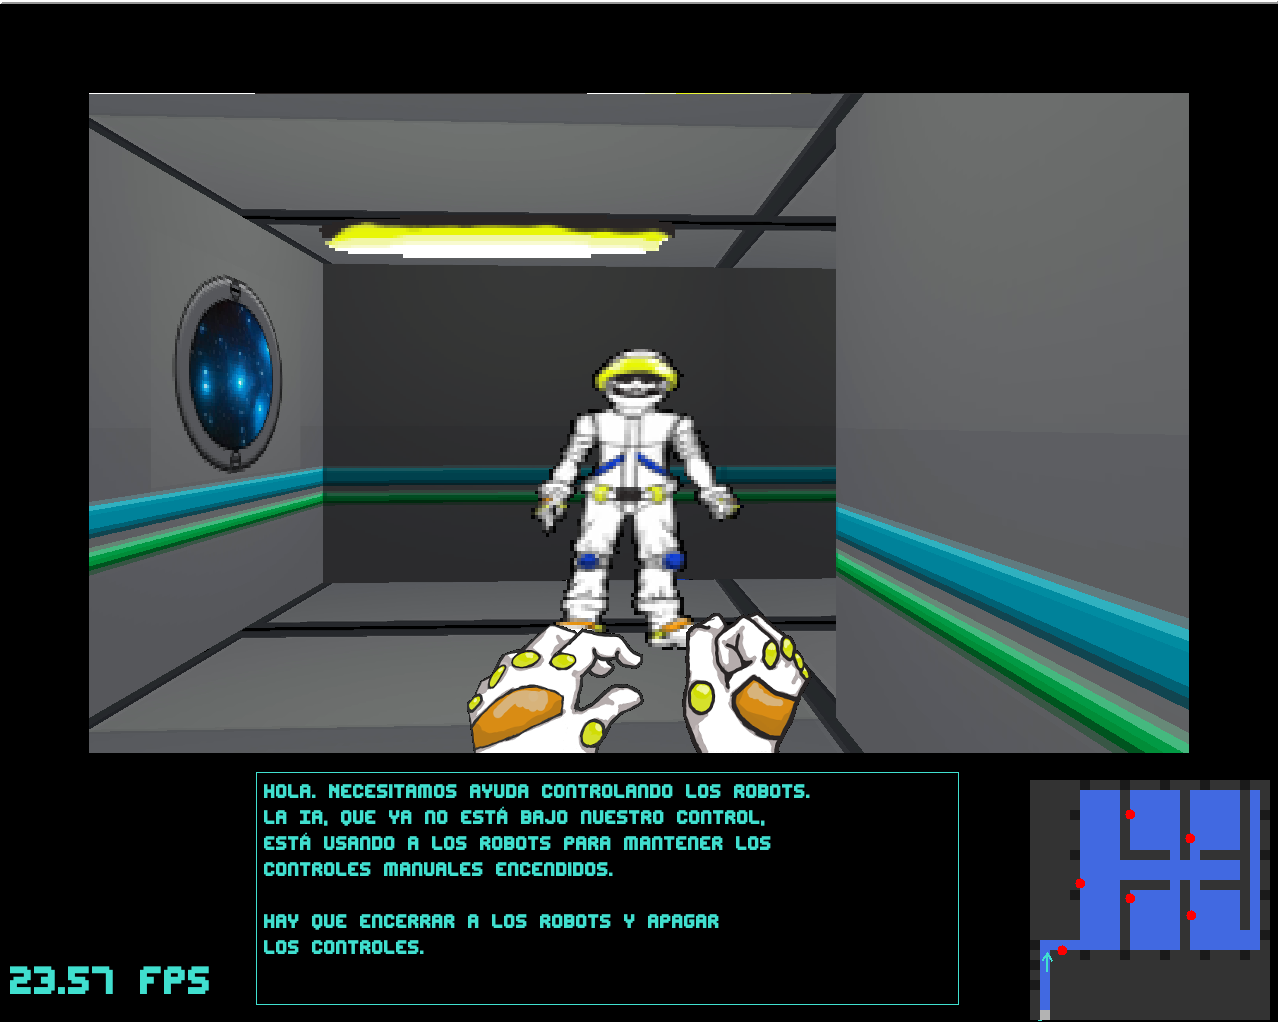 HOLA. NECESITAMOS AYUDA CONTROLANDO LOS ROBOTS.
LA IA, QUE YA NO ESTÁ BAJO NUESTRO CONTROL,
ESTÁ USANDO A LOS ROBOTS PARA MANTENER LOS
CONTROLES MANUALES ENCENDIDOS.
HAY QUE ENCERRAR A LOS ROBOTS Y APAGAR
LOS CONTROLES.
23.57 FPS